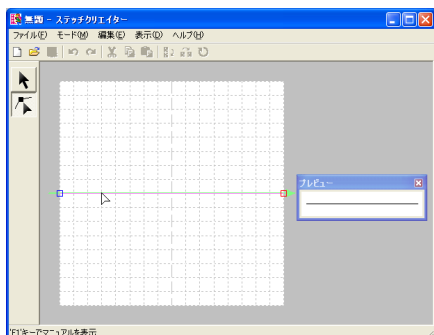 無題 - ステッチクリエイター
ファイル(F) モード(M) 編集(E) 表示(D) ヘルプ(H)
プレビュー
'F1'キーでマニュアルを表示